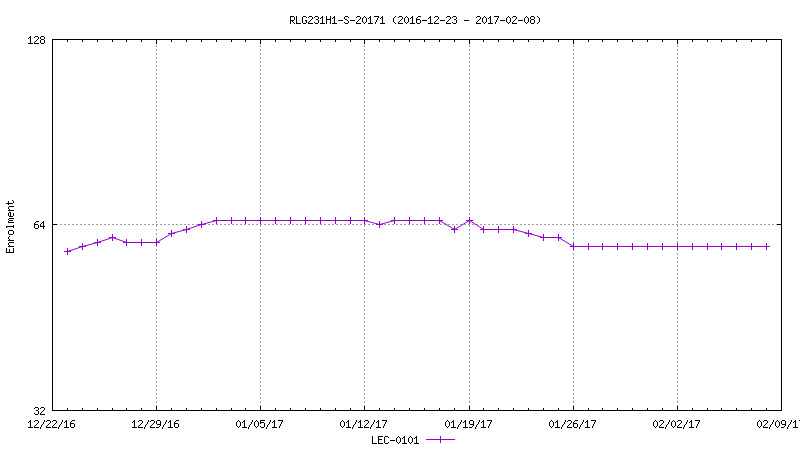 RLG231H1-S-20171 (2016-12-23 - 2017-02-08)
128
64
32
Enrolment
12/22/16 12/29/16 01/05/17 01/12/17 01/19/17 01/26/17 02/02/17 02/09/1
LEC-0101